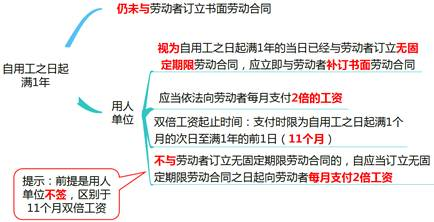 仍未与劳动者订立书面劳动合同
自用工之日起
满1年
视为自用工之日起满1年的当日已经与劳动者订立无固
定期限劳动合同，应立即与劳动者补订书面劳动合同
用人
单位
应当依法向劳动者每月支付2倍的工资
双倍工资起止时间：支付时限为自用工之日起满1个
月的次日至满1年的前1日（11个月）
不与劳动者订立无固定期限劳动合同的，自应当订立无固
定期限劳动合同之日起向劳动者每月支付2倍工资
提示：前提是用人
单位不签，区别于
11个月双倍工资